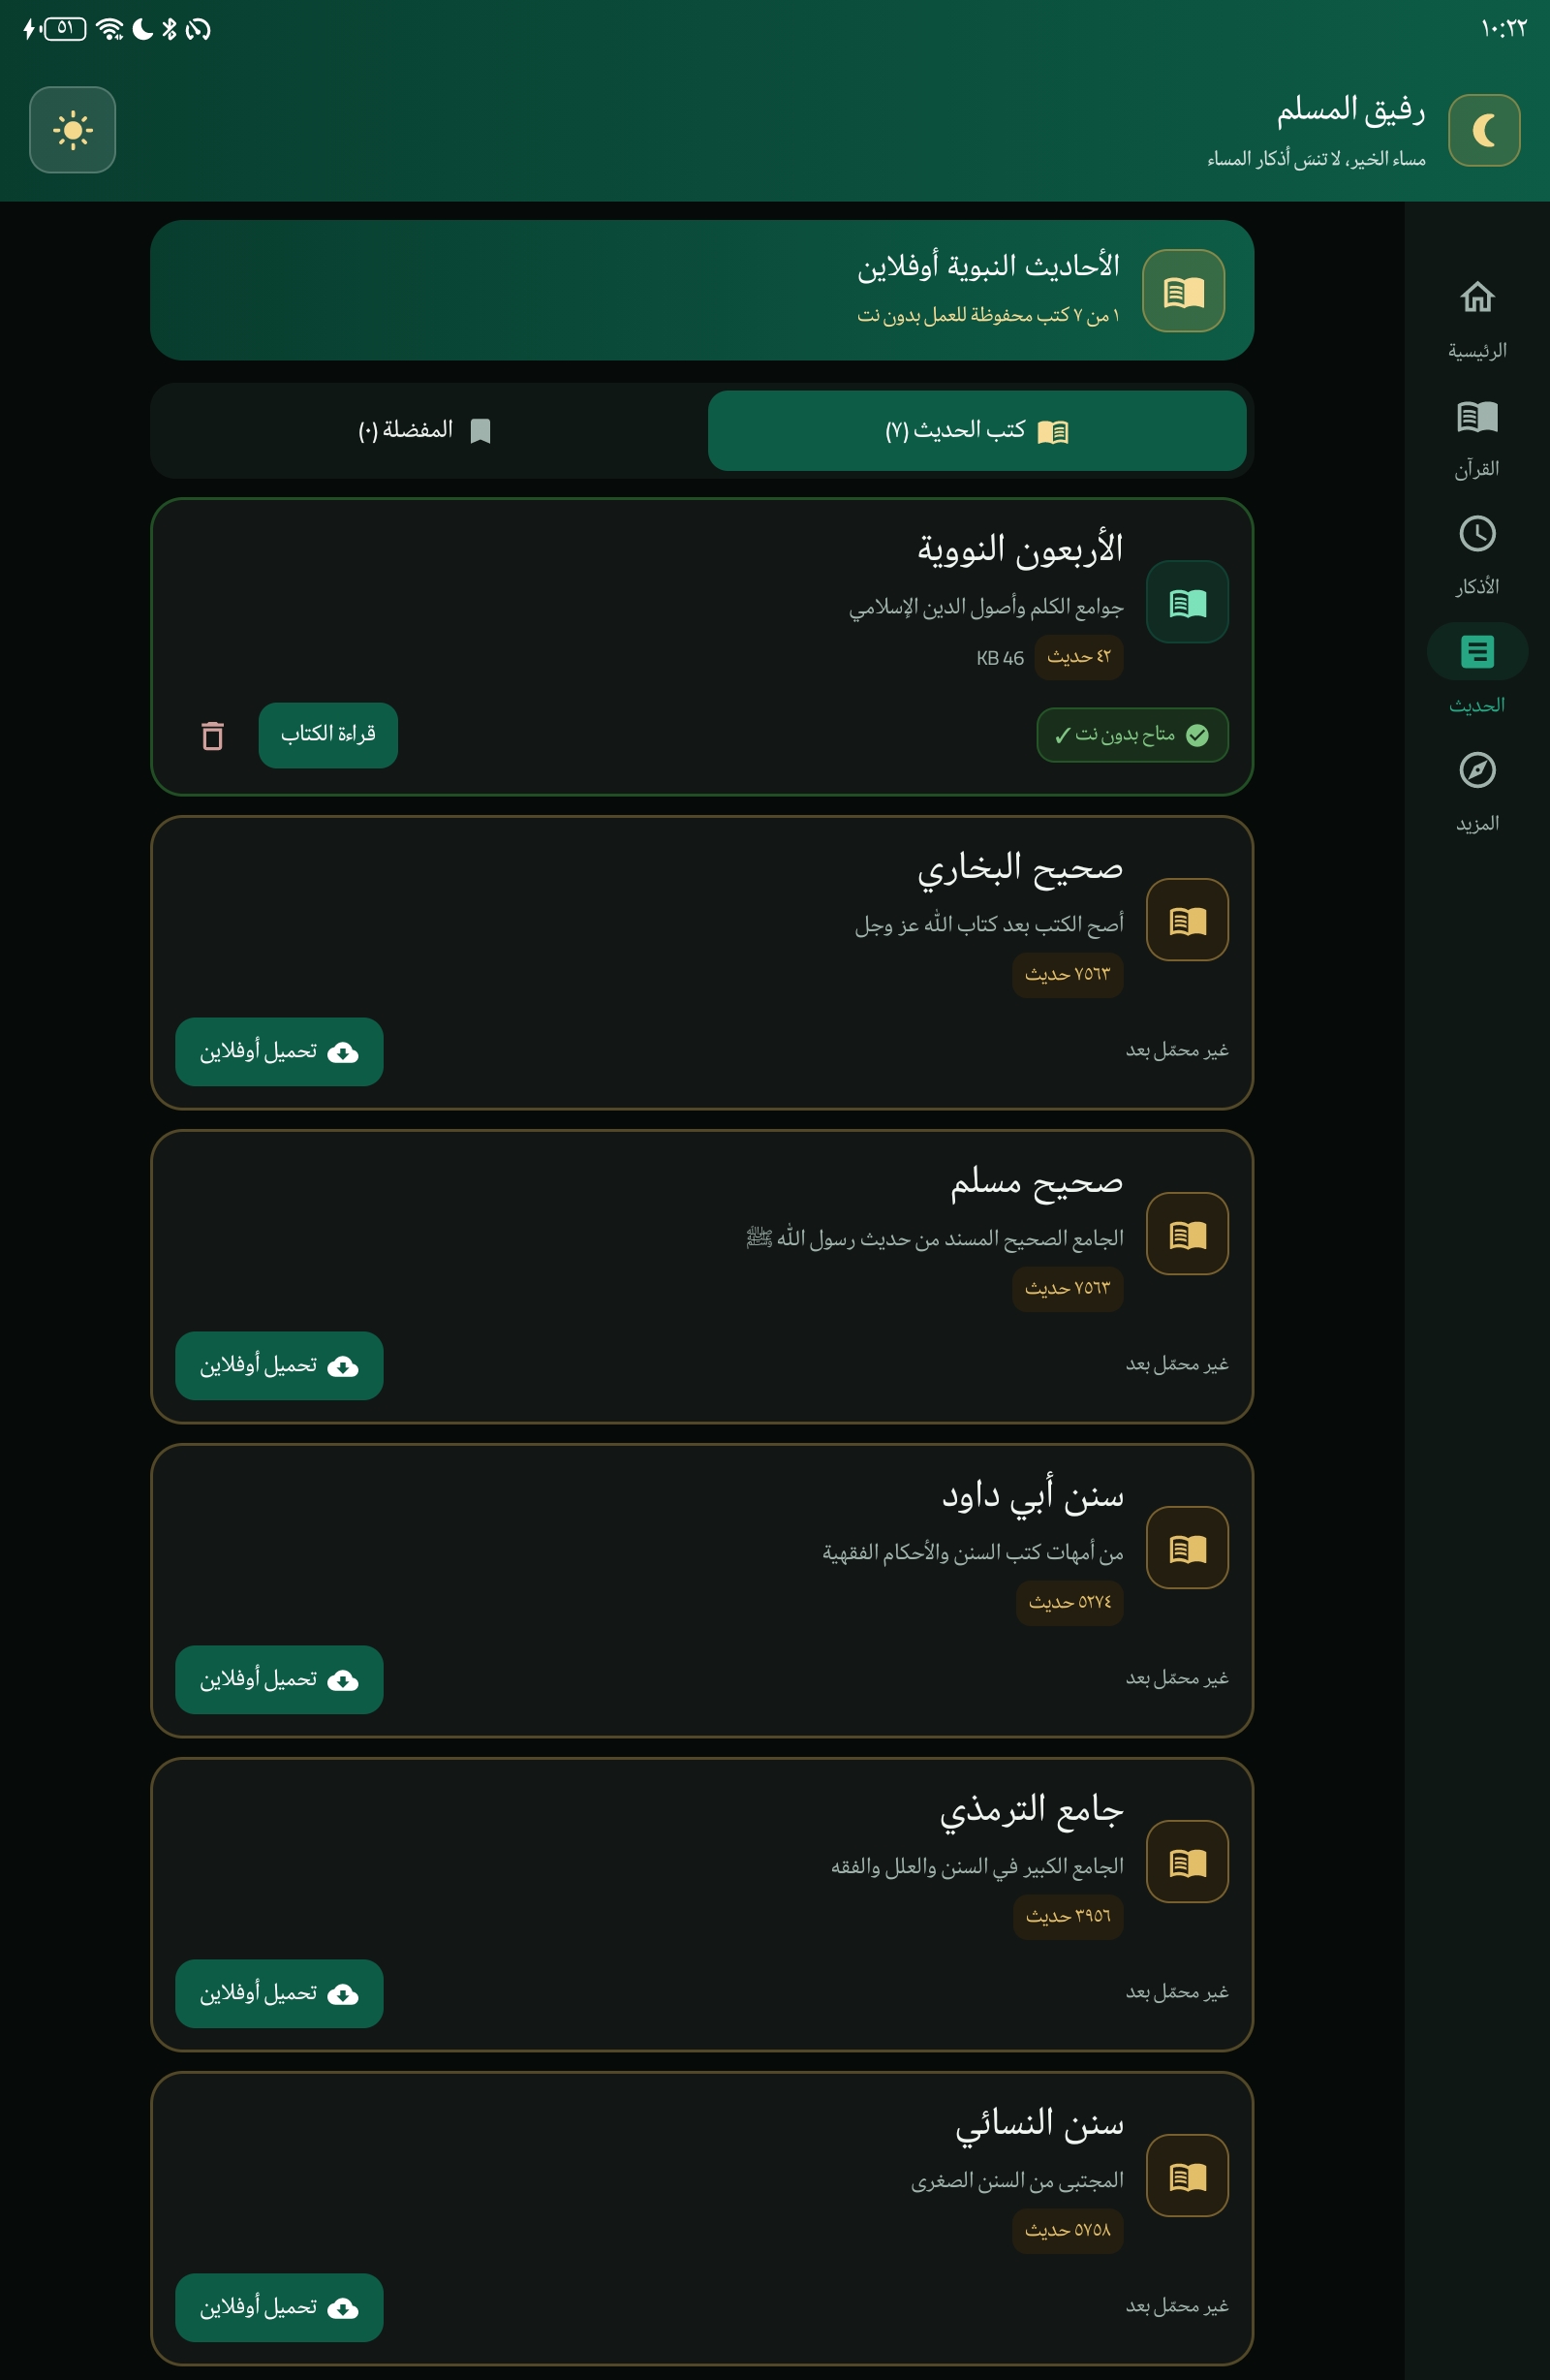 ١٠:٢٢
٥١
رفيق المسلم
مساء الخير، لا تنسَ أذكار المساء
الرئيسية
القرآن
الأذكار
الحديث
المزيد
الأحاديث النبوية أوفلاين
١ من ٧ كتب محفوظة للعمل بدون نت
كتب الحديث (٧)
المفضلة (٠)
الأربعون النووية
جوامع الكلم وأصول الدين الإسلامي
٤٢ حديث
46 KB
متاح بدون نت ✓
قراءة الكتاب
صحيح البخاري
أصح الكتب بعد كتاب الله عز وجل
٧٥٦٣ حديث
غير محمّل بعد
تحميل أوفلاين
صحيح مسلم
الجامع الصحيح المسند من حديث رسول الله ﷺ
٧٥٦٣ حديث
غير محمّل بعد
تحميل أوفلاين
سنن أبي داود
من أمهات كتب السنن والأحكام الفقهية
٥٢٧٤ حديث
غير محمّل بعد
تحميل أوفلاين
جامع الترمذي
الجامع الكبير في السنن والعلل والفقه
٣٩٥٦ حديث
غير محمّل بعد
تحميل أوفلاين
سنن النسائي
المجتبى من السنن الصغرى
٥٧٥٨ حديث
غير محمّل بعد
تحميل أوفلاين